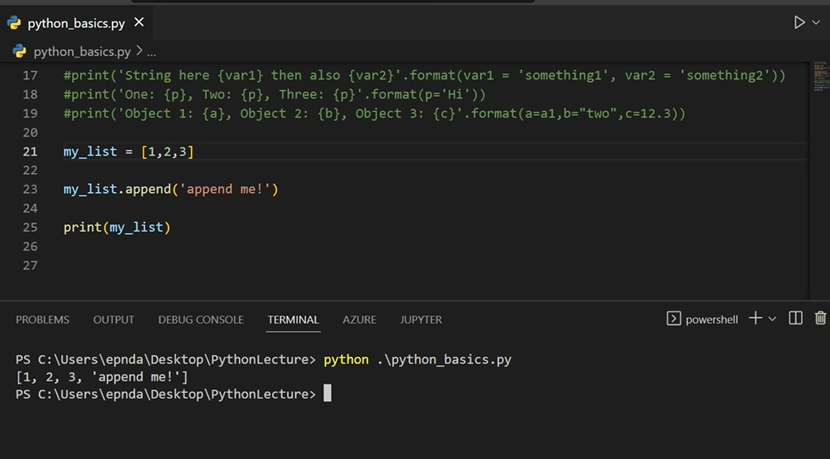 python_basics.py
python_basics.py > ...
17 #print('String here {var1} then also {var2}'.format(var1 = 'something1', var2 = 'something2'))
18 #print('One: {p}, Two: {p}, Three: {p}'.format(p='Hi'))
19 #print('Object 1: {a}, Object 2: {b}, Object 3: {c}'.format(a=a1,b="two",c=12.3))
20
21 my_list = [1,2,3]
22
23 my_list.append('append me!')
24
25 print(my_list)
26
27
PROBLEMS OUTPUT DEBUG CONSOLE TERMINAL AZURE JUPYTER powershell
PS C:\Users\epnda\Desktop\PythonLecture> python .\python_basics.py
[1, 2, 3, 'append me!']
PS C:\Users\epnda\Desktop\PythonLecture>